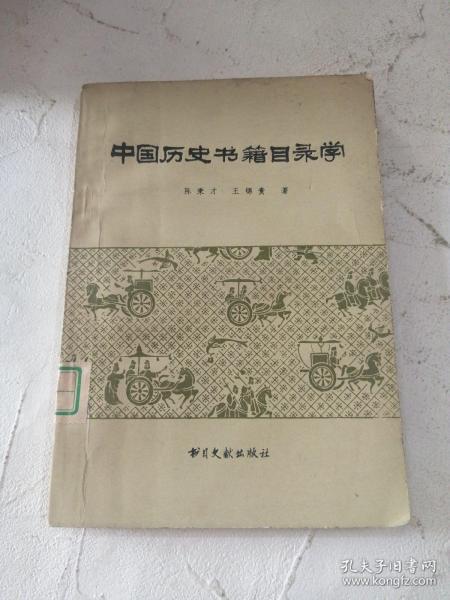 中国历史书籍目录学
陈秉才 王锦贵 著
书目文献出版社
孔夫子旧书网
www.kongfz.com